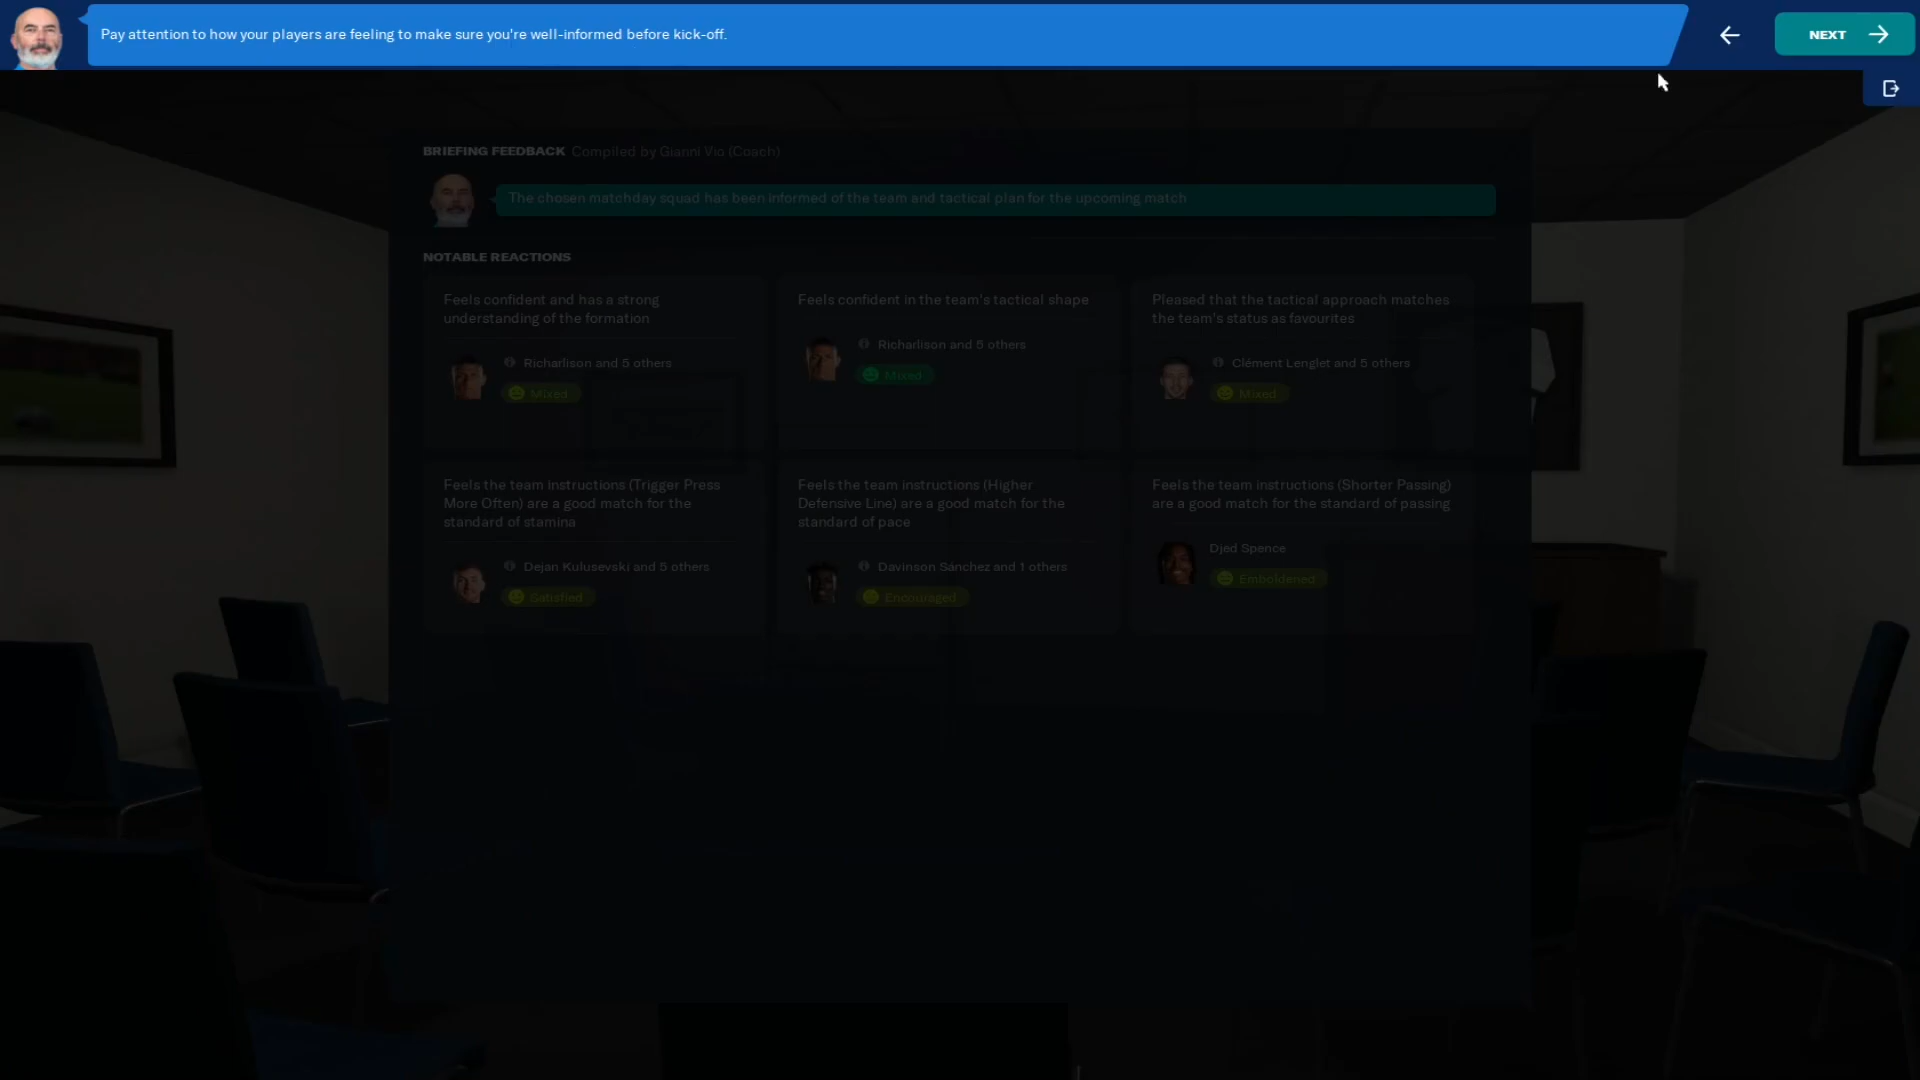 Pay attention to how your players are feeling to make sure you're well-informed before kick-off.
NEXT
BRIEFING FEEDBACK Compiled by Gianni Vio (Coach)
The chosen matchday squad has been informed of the team and tactical plan for the upcoming match
NOTABLE REACTIONS
Feels confident and has a strong
understanding of the formation
Richarlison and 5 others
Mixed
Feels confident in the team's tactical shape
Richarlison and 5 others
Mixed
Pleased that the tactical approach matches
the team's status as favourites
Clément Lenglet and 5 others
Mixed
Feels the team instructions (Trigger Press
More Often) are a good match for the
standard of stamina
Dejan Kulusevski and 5 others
Satisfied
Feels the team instructions (Higher
Defensive Line) are a good match for the
standard of pace
Davinson Sánchez and 1 others
Encouraged
Feels the team instructions (Shorter Passing)
are a good match for the standard of passing
Djed Spence
Emboldened